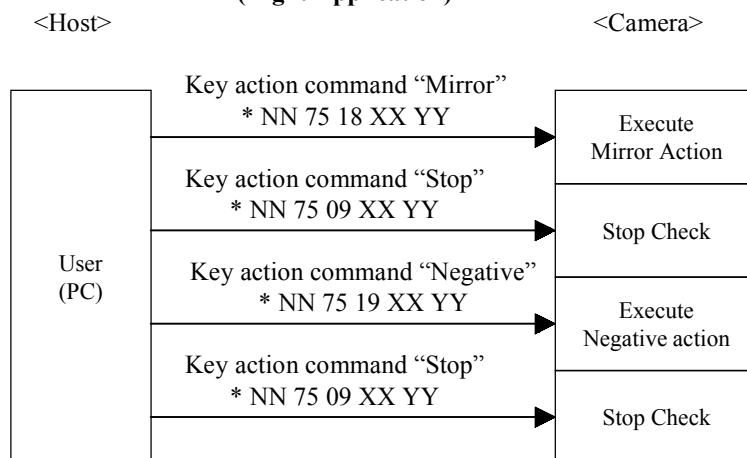 <Host>
<Camera>
Key action command “Mirror”
* NN 75 18 XX YY
Execute
Mirror Action
Key action command “Stop”
* NN 75 09 XX YY
Stop Check
User
(PC)
Key action command “Negative”
* NN 75 19 XX YY
Execute
Negative action
Key action command “Stop”
* NN 75 09 XX YY
Stop Check